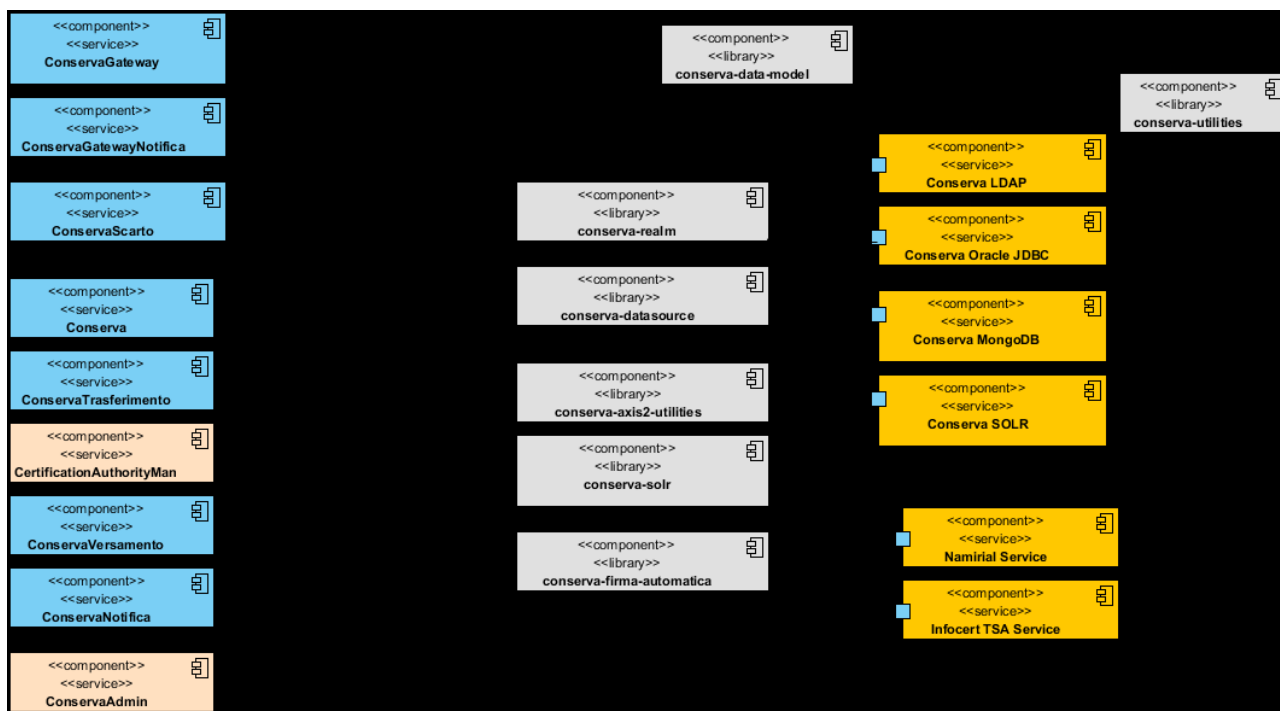 <<component>>
<<service>>
ConservaGateway
<<component>>
<<service>>
ConservaGatewayNotifica
<<component>>
<<service>>
ConservaScarto
<<component>>
<<service>>
Conserva
<<component>>
<<service>>
ConservaTrasferimento
<<component>>
<<service>>
CertificationAuthorityMan
<<component>>
<<service>>
ConservaVersamento
<<component>>
<<service>>
ConservaNotifica
<<component>>
<<service>>
ConservaAdmin
<<component>>
<<library>>
conserva-data-model
<<component>>
<<library>>
conserva-realm
<<component>>
<<library>>
conserva-datasource
<<component>>
<<library>>
conserva-axis2-utilities
<<component>>
<<library>>
conserva-solr
<<component>>
<<library>>
conserva-firma-automatica
<<component>>
<<library>>
conserva-utilities
<<component>>
<<service>>
Conserva LDAP
<<component>>
<<service>>
Conserva Oracle JDBC
<<component>>
<<service>>
Conserva MongoDB
<<component>>
<<service>>
Conserva SOLR
<<component>>
<<service>>
Namirial Service
<<component>>
<<service>>
Infocert TSA Service